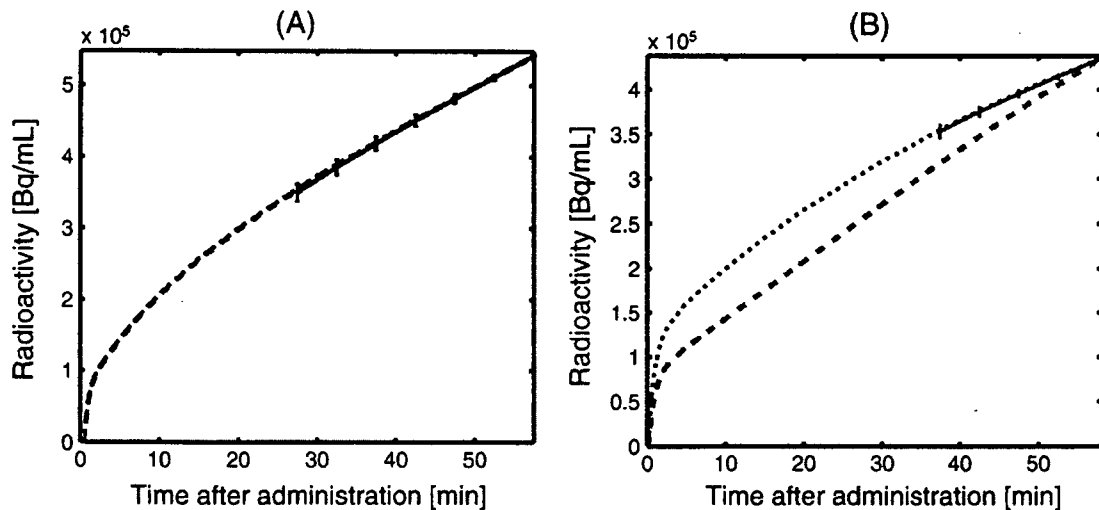 (A)
x 10⁵
Radioactivity [Bq/mL]
5
4
3
2
1
0
0 10 20 30 40 50
Time after administration [min]
(B)
x 10⁵
Radioactivity [Bq/mL]
4
3.5
3
2.5
2
1.5
1
0.5
0
0 10 20 30 40 50
Time after administration [min]